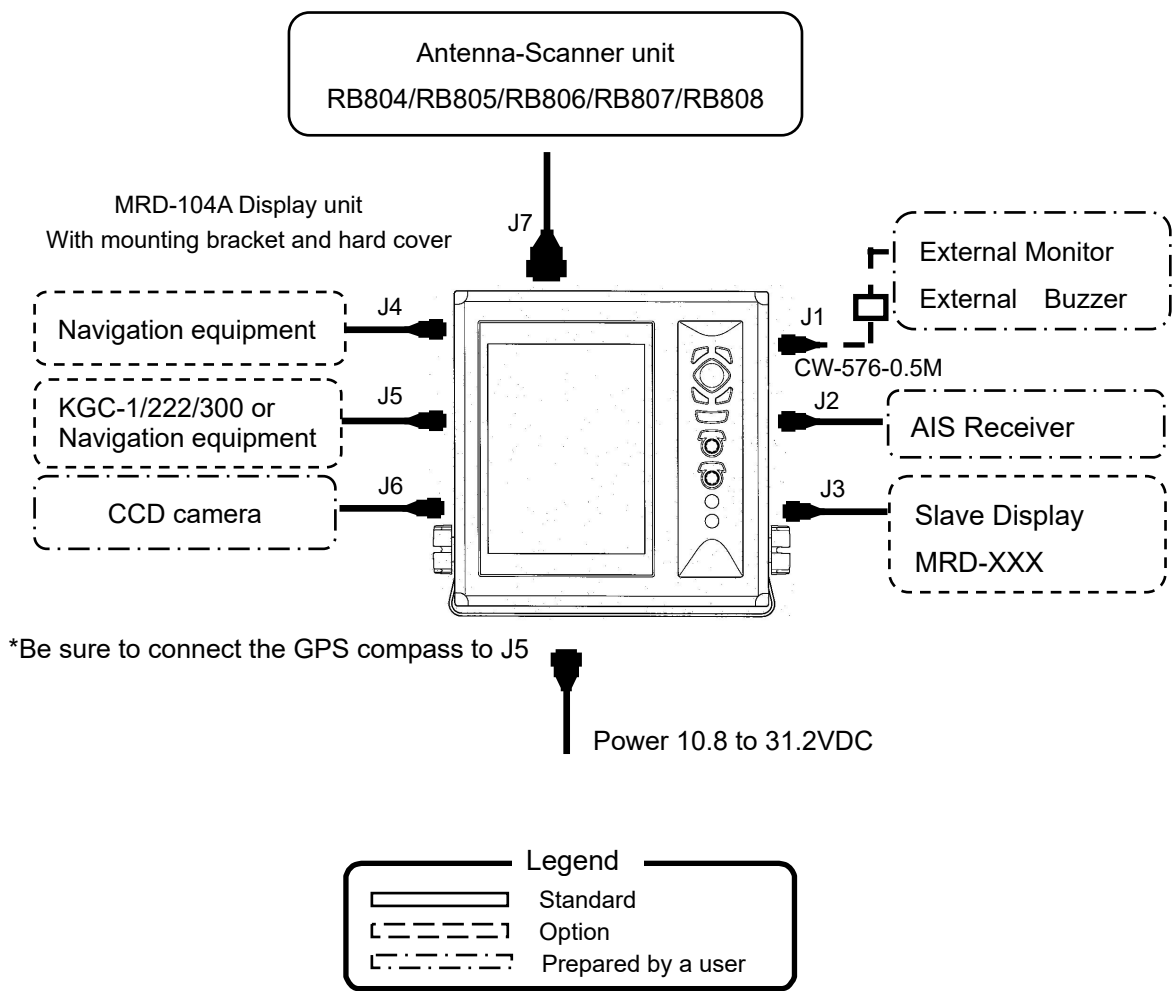 Antenna-Scanner unit
RB804/RB805/RB806/RB807/RB808
MRD-104A Display unit
With mounting bracket and hard cover
J7
Navigation equipment
J4
KGC-1/222/300 or
Navigation equipment
J5
CCD camera
J6
External Monitor
External Buzzer
J1
CW-576-0.5M
J2
AIS Receiver
J3
Slave Display
MRD-XXX
*Be sure to connect the GPS compass to J5
Power 10.8 to 31.2VDC
Legend
Standard
Option
Prepared by a user